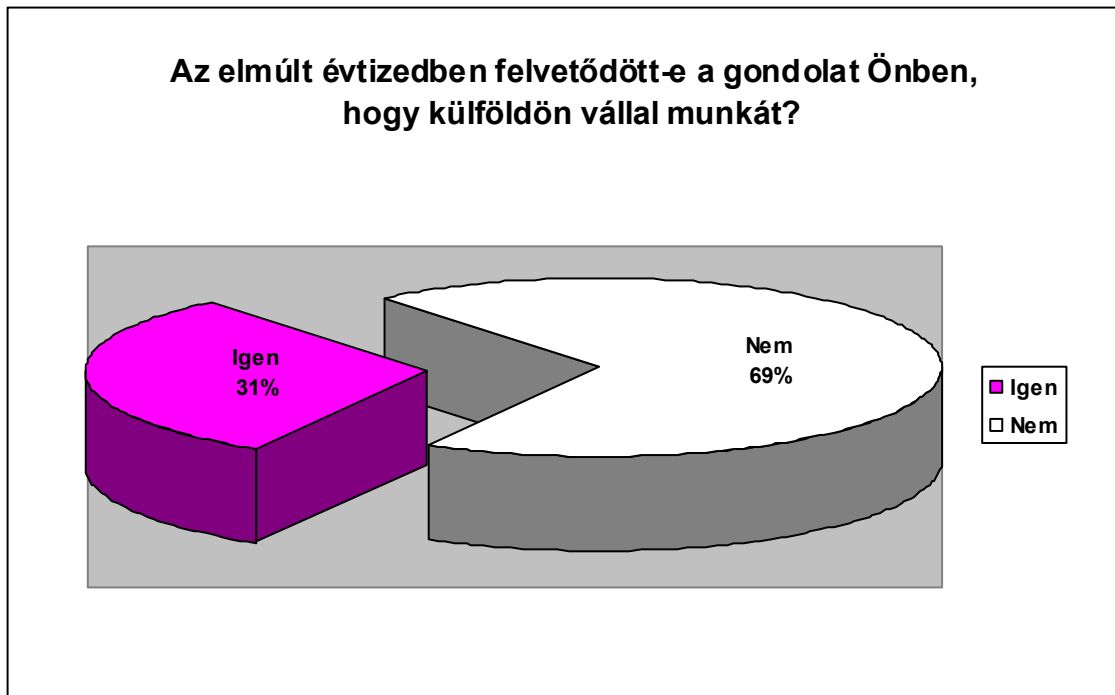 Az elmúlt évtizedben felvetődött-e a gondolat Önben,
hogy külföldön vállal munkát?
Igen
31%
Nem
69%
Igen
Nem